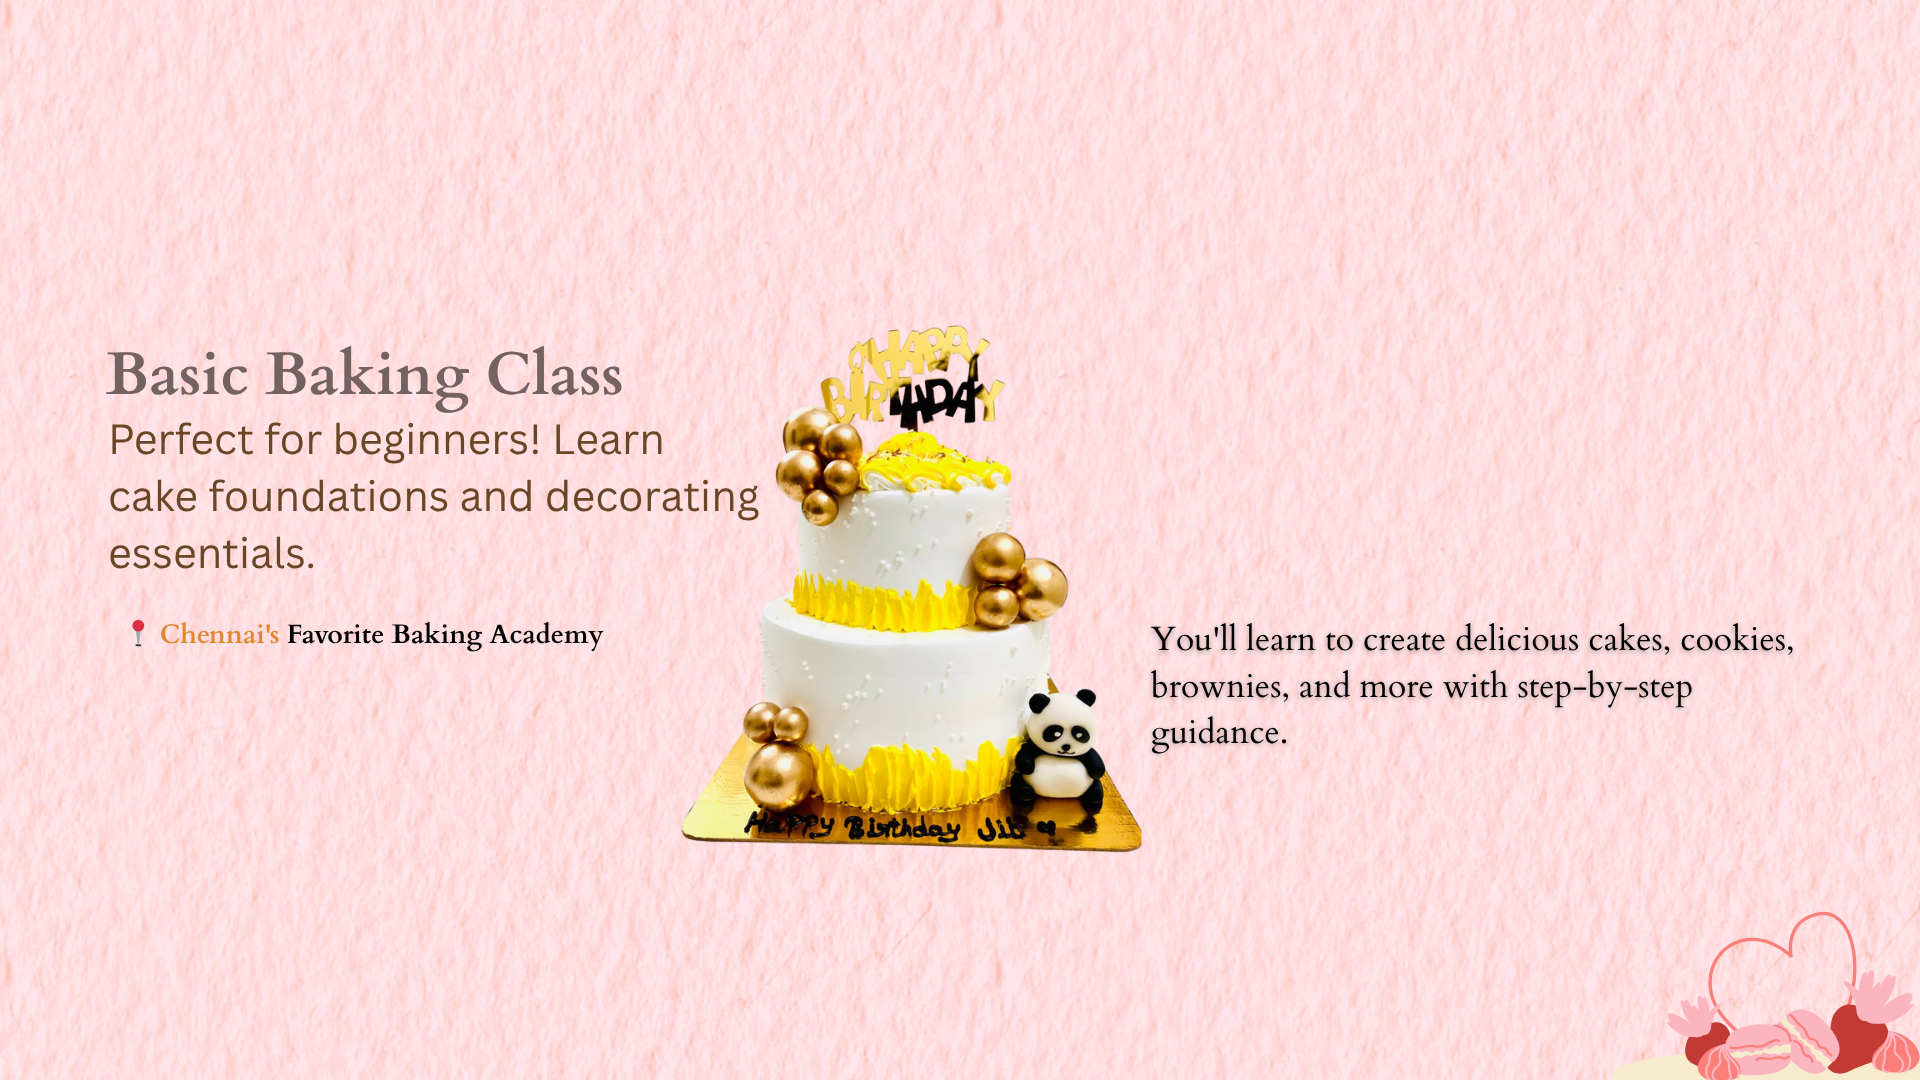 HAPPY
BIRTHDAY
Basic Baking Class
Perfect for beginners! Learn
cake foundations and decorating
essentials.
Chennai's Favorite Baking Academy
You'll learn to create delicious cakes, cookies,
brownies, and more with step-by-step
guidance.
Happy Birthday